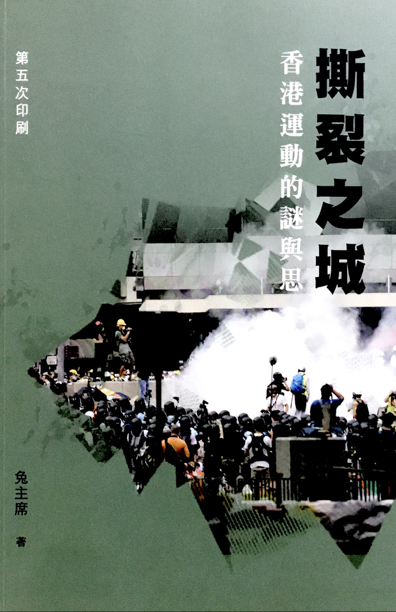 撕裂之城
香港運動的謎與思
第五次印刷
兔主席 著